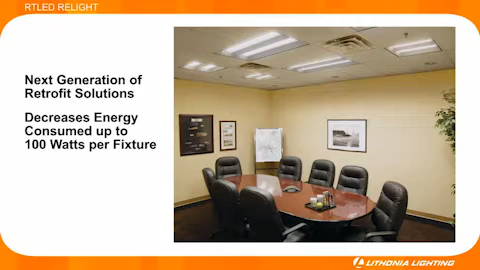 RTLED RELIGHT
Next Generation of
Retrofit Solutions
Decreases Energy
Consumed up to
100 Watts per Fixture
LITHONIA LIGHTING